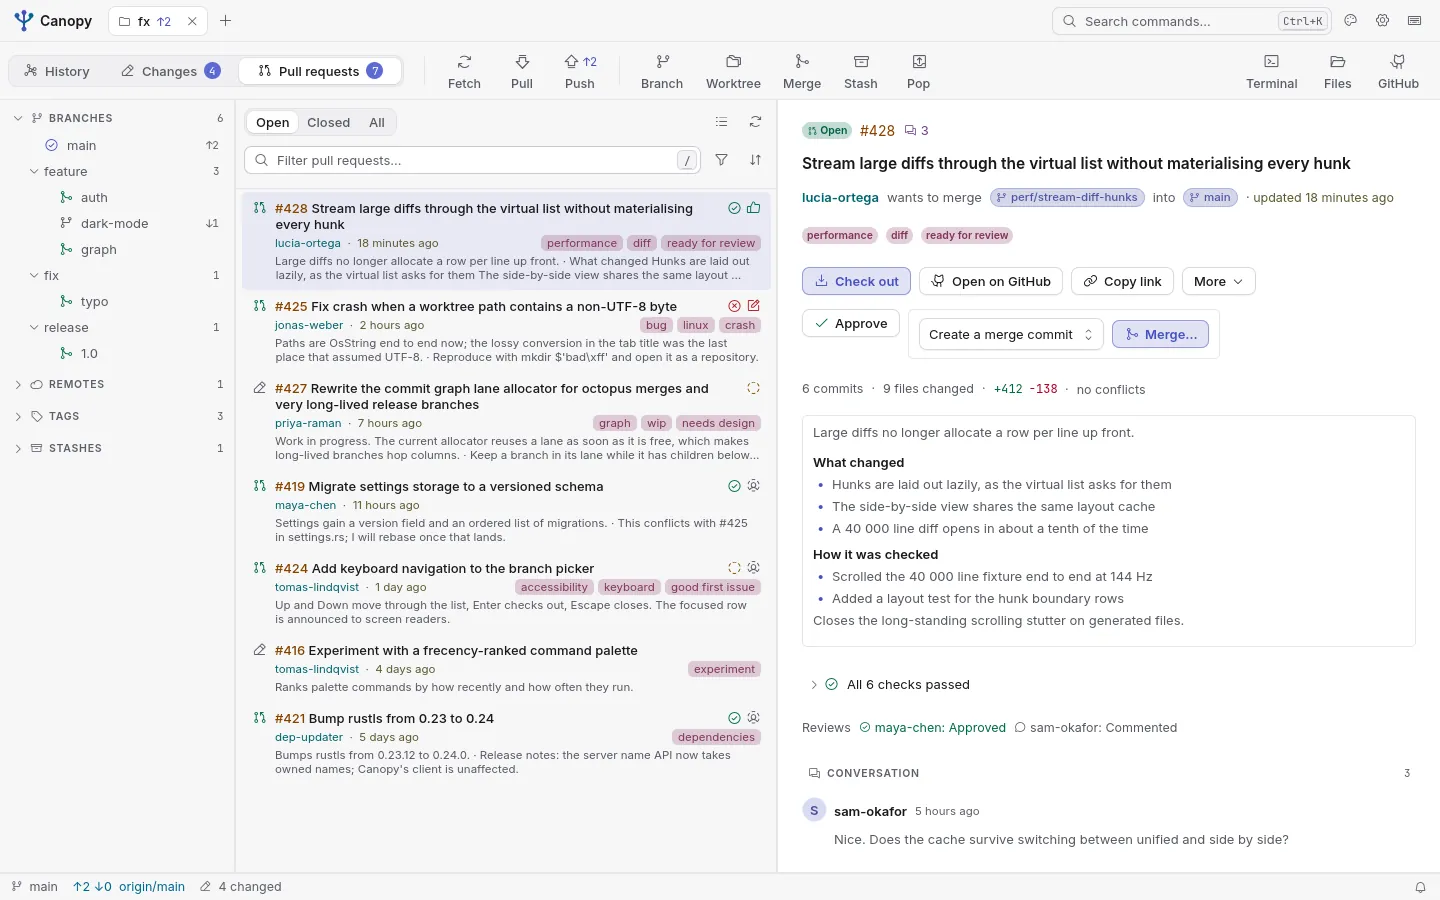 Canopy
fx ↑2
Search commands...
Ctrl+K
History
Changes 4
Pull requests 7
Fetch
Pull
↑2
Push
Branch
Worktree
Merge
Stash
Pop
Terminal
Files
GitHub
BRANCHES 6
main ↑2
feature 3
auth
dark-mode ↓1
graph
fix 1
typo
release 1
1.0
REMOTES 1
TAGS 3
STASHES 1
Open
Closed
All
Filter pull requests...
/
#428 Stream large diffs through the virtual list without materialising
every hunk
lucia-ortega · 18 minutes ago performance diff ready for review
Large diffs no longer allocate a row per line up front. · What changed Hunks are laid out
lazily, as the virtual list asks for them The side-by-side view shares the same layout ...
#425 Fix crash when a worktree path contains a non-UTF-8 byte
jonas-weber · 2 hours ago bug linux crash
Paths are OsString end to end now; the lossy conversion in the tab title was the last
place that assumed UTF-8. · Reproduce with mkdir $'bad\xff' and open it as a repository.
#427 Rewrite the commit graph lane allocator for octopus merges and
very long-lived release branches
priya-raman · 7 hours ago graph wip needs design
Work in progress. The current allocator reuses a lane as soon as it is free, which makes
long-lived branches hop columns. · Keep a branch in its lane while it has children below...
#419 Migrate settings storage to a versioned schema
maya-chen · 11 hours ago
Settings gain a version field and an ordered list of migrations. · This conflicts with #425
in settings.rs; I will rebase once that lands.
#424 Add keyboard navigation to the branch picker
tomas-lindqvist · 1 day ago accessibility keyboard good first issue
Up and Down move through the list, Enter checks out, Escape closes. The focused row
is announced to screen readers.
#416 Experiment with a frecency-ranked command palette
tomas-lindqvist · 4 days ago experiment
Ranks palette commands by how recently and how often they run.
#421 Bump rustls from 0.23 to 0.24
dep-updater · 5 days ago dependencies
Bumps rustls from 0.23.12 to 0.24.0. · Release notes: the server name API now takes
owned names; Canopy's client is unaffected.
Open #428 3
Stream large diffs through the virtual list without materialising every hunk
lucia-ortega wants to merge perf/stream-diff-hunks into main · updated 18 minutes ago
performance diff ready for review
Check out
Open on GitHub
Copy link
More
Approve
Create a merge commit
Merge...
6 commits · 9 files changed · +412 -138 · no conflicts
Large diffs no longer allocate a row per line up front.
What changed
• Hunks are laid out lazily, as the virtual list asks for them
• The side-by-side view shares the same layout cache
• A 40 000 line diff opens in about a tenth of the time
How it was checked
• Scrolled the 40 000 line fixture end to end at 144 Hz
• Added a layout test for the hunk boundary rows
Closes the long-standing scrolling stutter on generated files.
All 6 checks passed
Reviews maya-chen: Approved sam-okafor: Commented
CONVERSATION 3
S sam-okafor 5 hours ago
Nice. Does the cache survive switching between unified and side by side?
main ↑2 ↓0 origin/main 4 changed